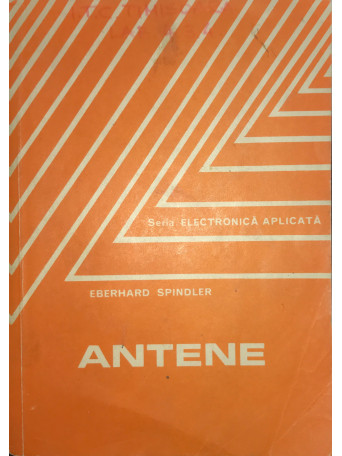 Seria ELECTRONICĂ APLICATĂ
EBERHARD SPINDLER
ANTENE